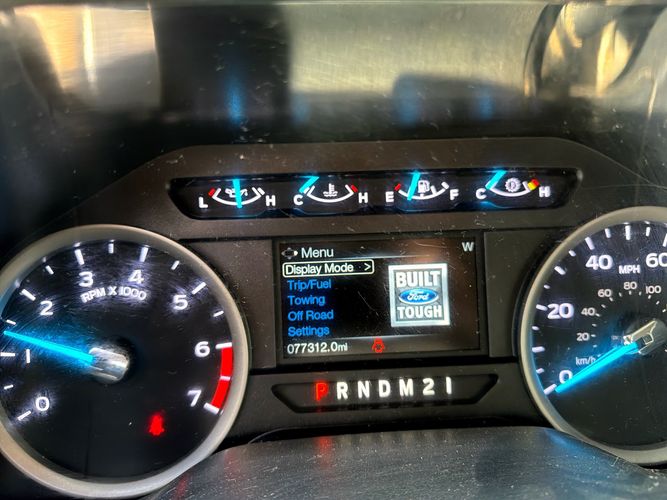 L H C H E F C H
Menu W
Display Mode >
Trip/Fuel
Towing
Off Road
Settings
077312.0mi
BUILT
Ford
TOUGH
0 1 2 3 4 5 6 7
RPM X 1000
P R N D M 2 1
0 20 40 60
MPH
20 40 60 80 100
km/h